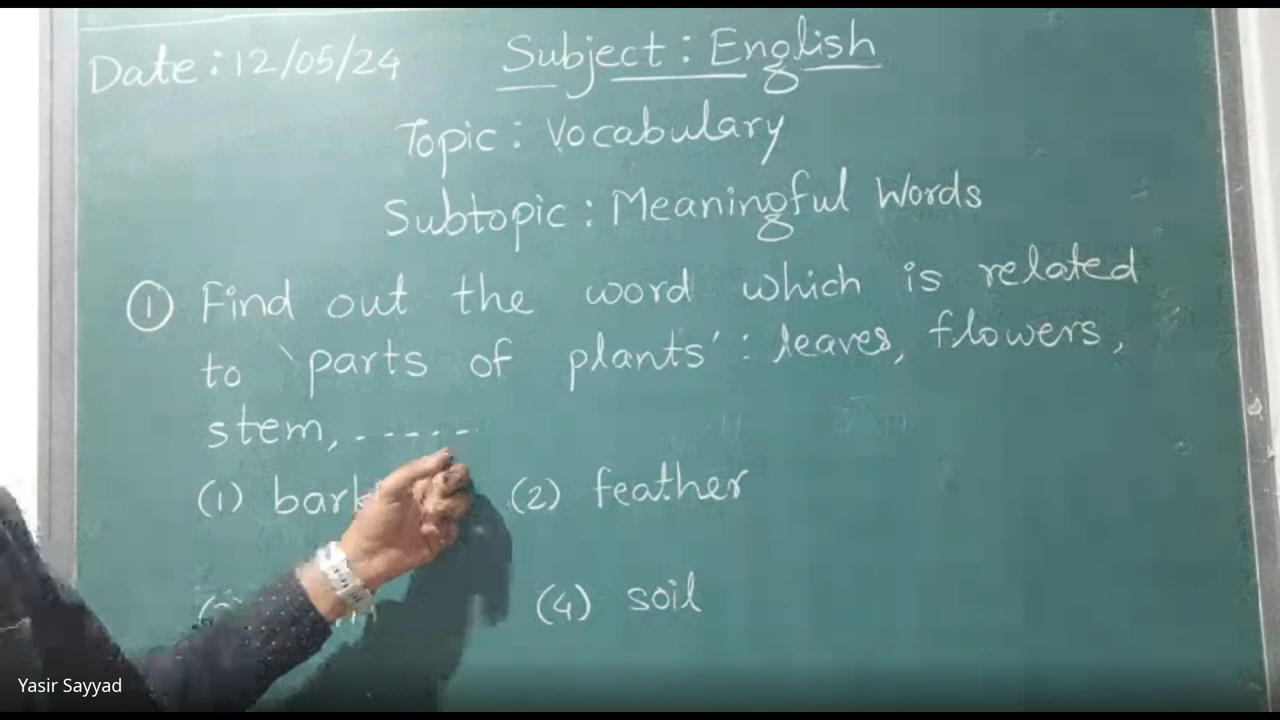 Date : 12/05/24 Subject : English
Topic : Vocabulary
Subtopic : Meaningful Words
① Find out the word which is related
to 'parts of plants' : leaves, flowers,
stem, -----
(1) bark (2) feather
(4) soil
Yasir Sayyad